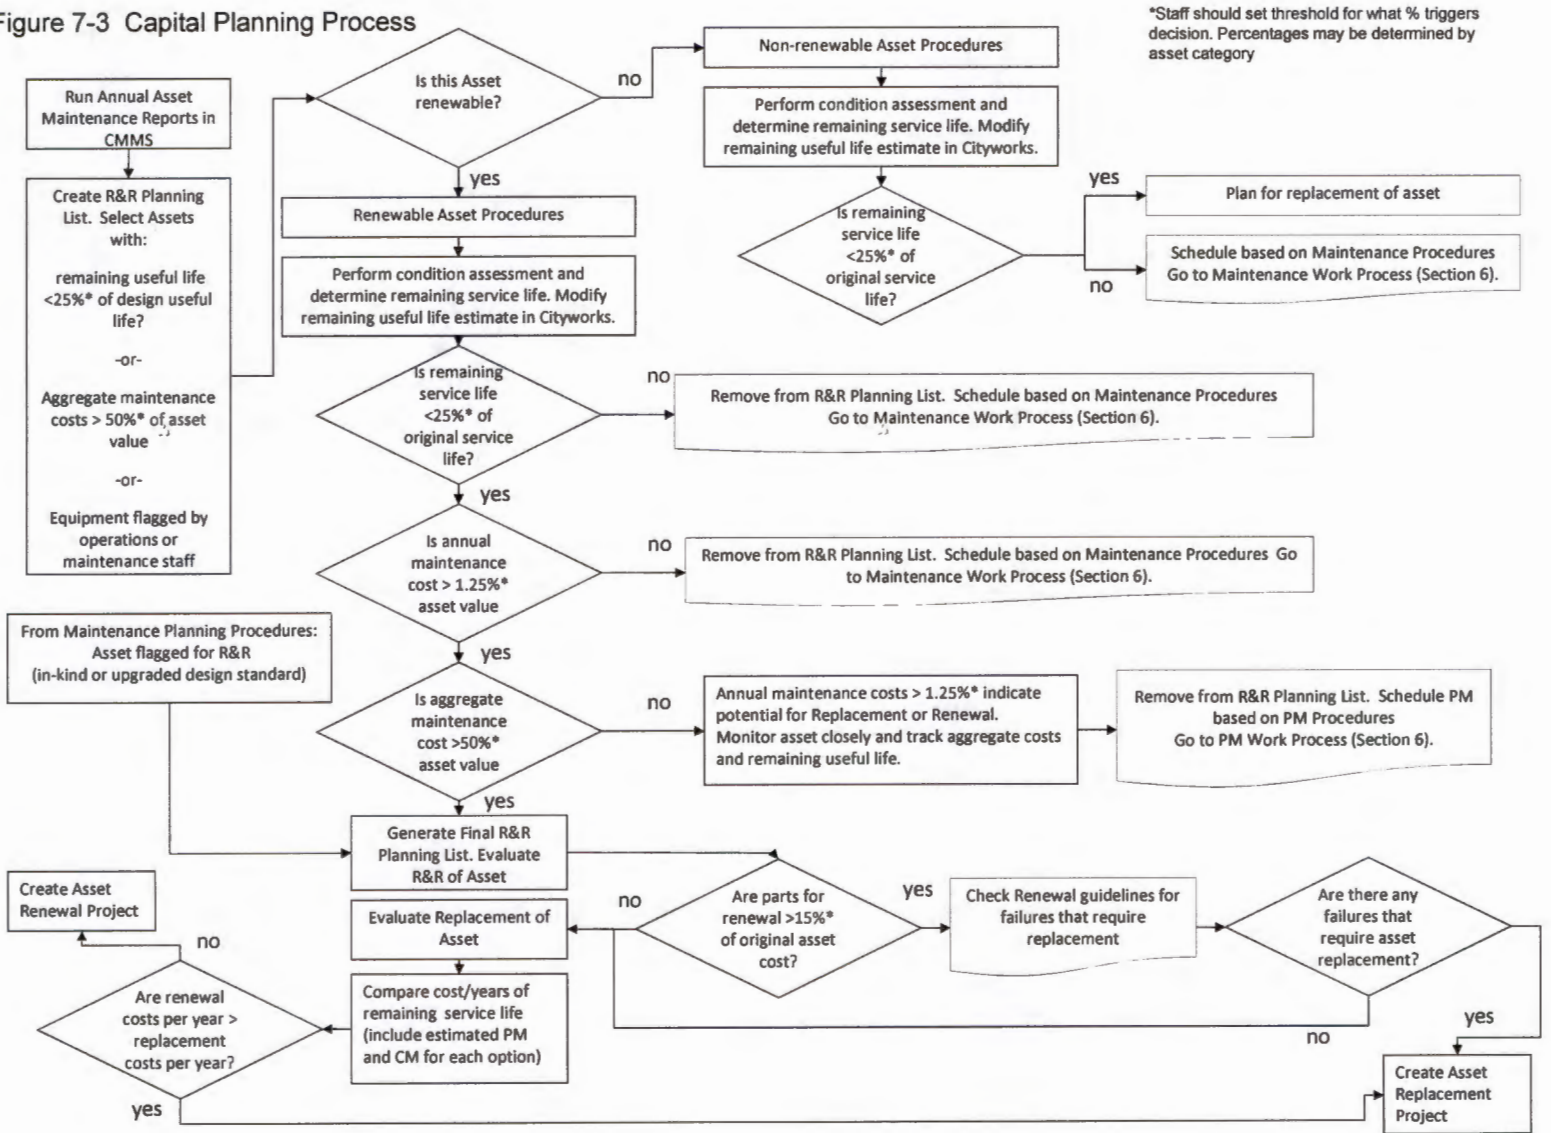 Figure 7-3 Capital Planning Process
*Staff should set threshold for what % triggers
decision. Percentages may be determined by
asset category
Run Annual Asset
Maintenance Reports in
CMMS
Create R&R Planning
List. Select Assets
with:
remaining useful life
<25%* of design useful
life?
-or-
Aggregate maintenance
costs > 50%* of asset
value
-or-
Equipment flagged by
operations or
maintenance staff
Is this Asset
renewable?
no
yes
Non-renewable Asset Procedures
Perform condition assessment and
determine remaining service life. Modify
remaining useful life estimate in Cityworks.
Is remaining
service life
<25%* of
original service
life?
yes
no
Plan for replacement of asset
Schedule based on Maintenance Procedures
Go to Maintenance Work Process (Section 6).
Renewable Asset Procedures
Perform condition assessment and
determine remaining service life. Modify
remaining useful life estimate in Cityworks.
Is remaining
service life
<25%* of
original service
life?
no
yes
Remove from R&R Planning List. Schedule based on Maintenance Procedures
Go to Maintenance Work Process (Section 6).
Is annual
maintenance
cost > 1.25%*
asset value
no
yes
Remove from R&R Planning List. Schedule based on Maintenance Procedures Go
to Maintenance Work Process (Section 6).
From Maintenance Planning Procedures:
Asset flagged for R&R
(in-kind or upgraded design standard)
Is aggregate
maintenance
cost >50%*
asset value
no
yes
Annual maintenance costs > 1.25%* indicate
potential for Replacement or Renewal.
Monitor asset closely and track aggregate costs
and remaining useful life.
Remove from R&R Planning List. Schedule PM
based on PM Procedures
Go to PM Work Process (Section 6).
Generate Final R&R
Planning List. Evaluate
R&R of Asset
Are parts for
renewal >15%*
of original asset
cost?
no
yes
Check Renewal guidelines for
failures that require
replacement
Are there any
failures that
require asset
replacement?
no
yes
Evaluate Replacement of
Asset
Compare cost/years of
remaining service life
(include estimated PM
and CM for each option)
Are renewal
costs per year >
replacement
costs per year?
no
yes
Create Asset
Renewal Project
Create Asset
Replacement
Project